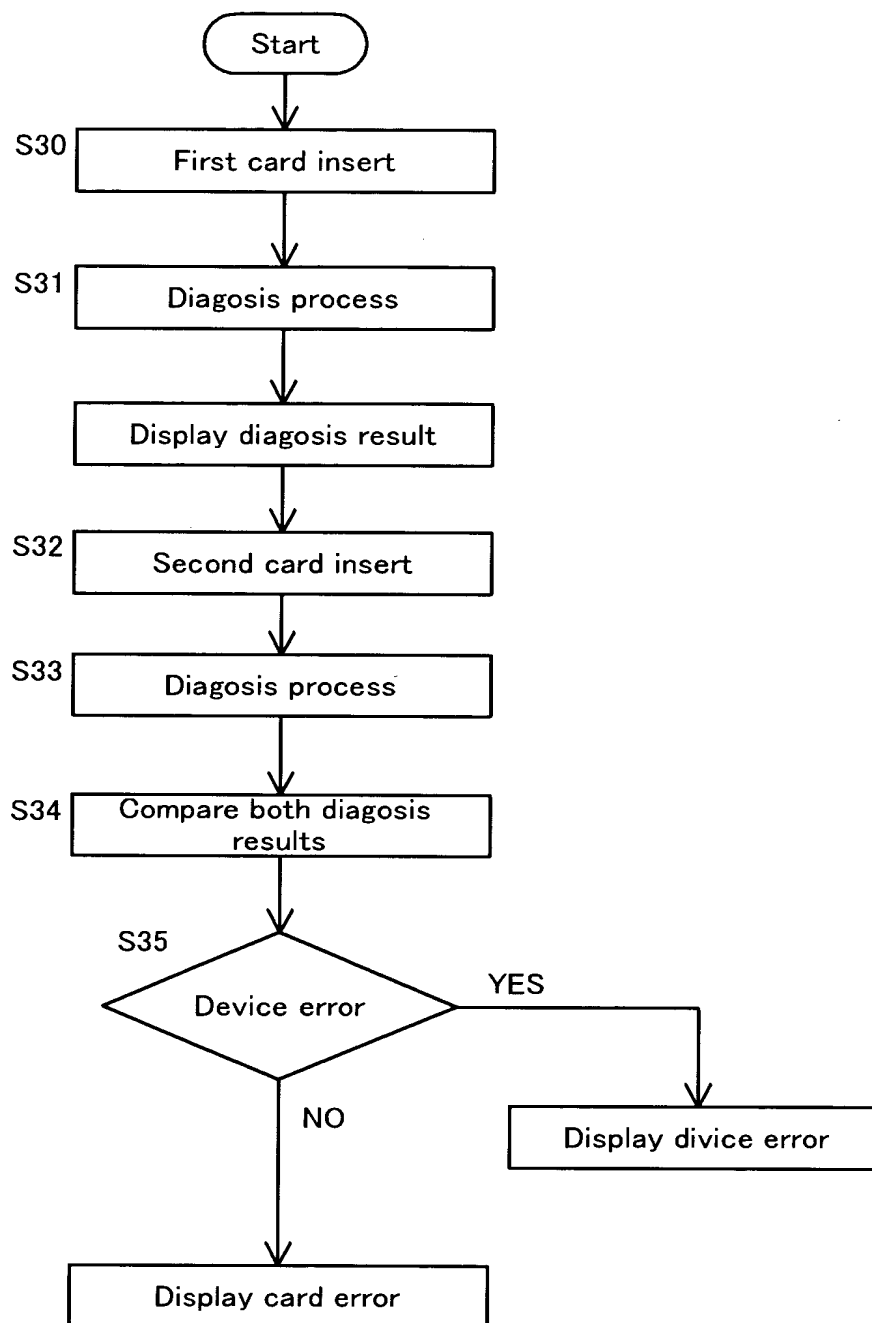 Start
S30
First card insert
S31
Diagosis process
Display diagosis result
S32
Second card insert
S33
Diagosis process
S34
Compare both diagosis
results
S35
Device error
YES
NO
Display divice error
Display card error